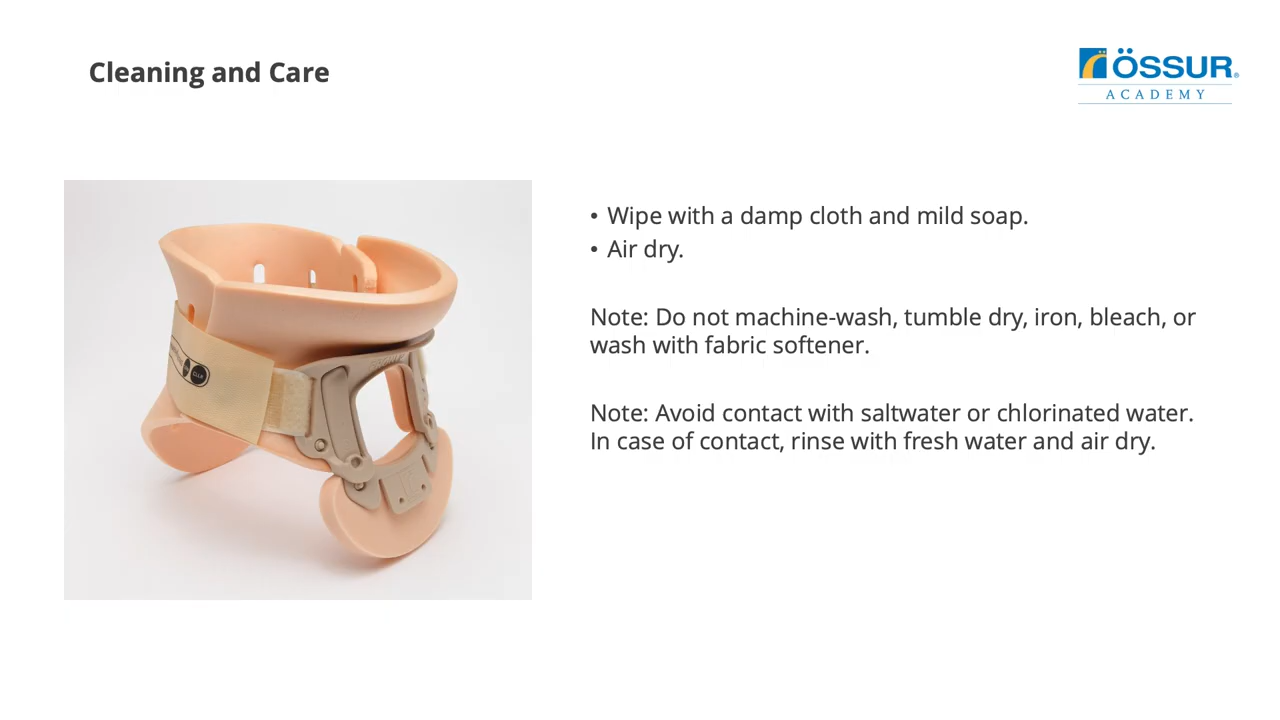 Cleaning and Care
ÖSSUR®
ACADEMY
• Wipe with a damp cloth and mild soap.
• Air dry.
Note: Do not machine-wash, tumble dry, iron, bleach, or
wash with fabric softener.
Note: Avoid contact with saltwater or chlorinated water.
In case of contact, rinse with fresh water and air dry.